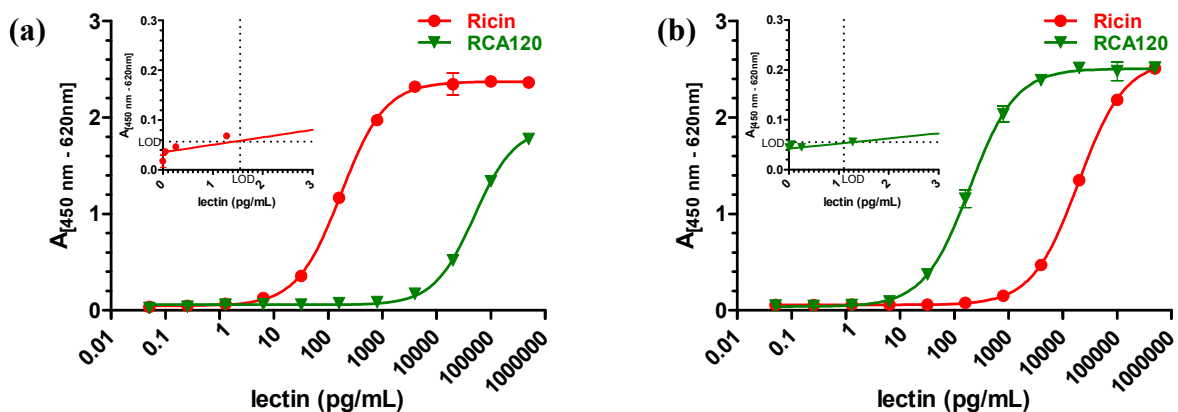 (a)
Ricin
RCA120
A[450 nm - 620nm]
3
2
1
0
0.01
0.1
1
10
100
1000
10000
100000
1000000
lectin (pg/mL)
A[450 nm - 620nm]
0.3
0.2
0.1
LOD
0.0
0
1
LOD
2
3
lectin (pg/mL)
(b)
Ricin
RCA120
A[450 nm - 620nm]
3
2
1
0
0.01
0.1
1
10
100
1000
10000
100000
1000000
lectin (pg/mL)
A[450 nm - 620nm]
0.3
0.2
0.1
LOD
0.0
0
1
LOD
2
3
lectin (pg/mL)